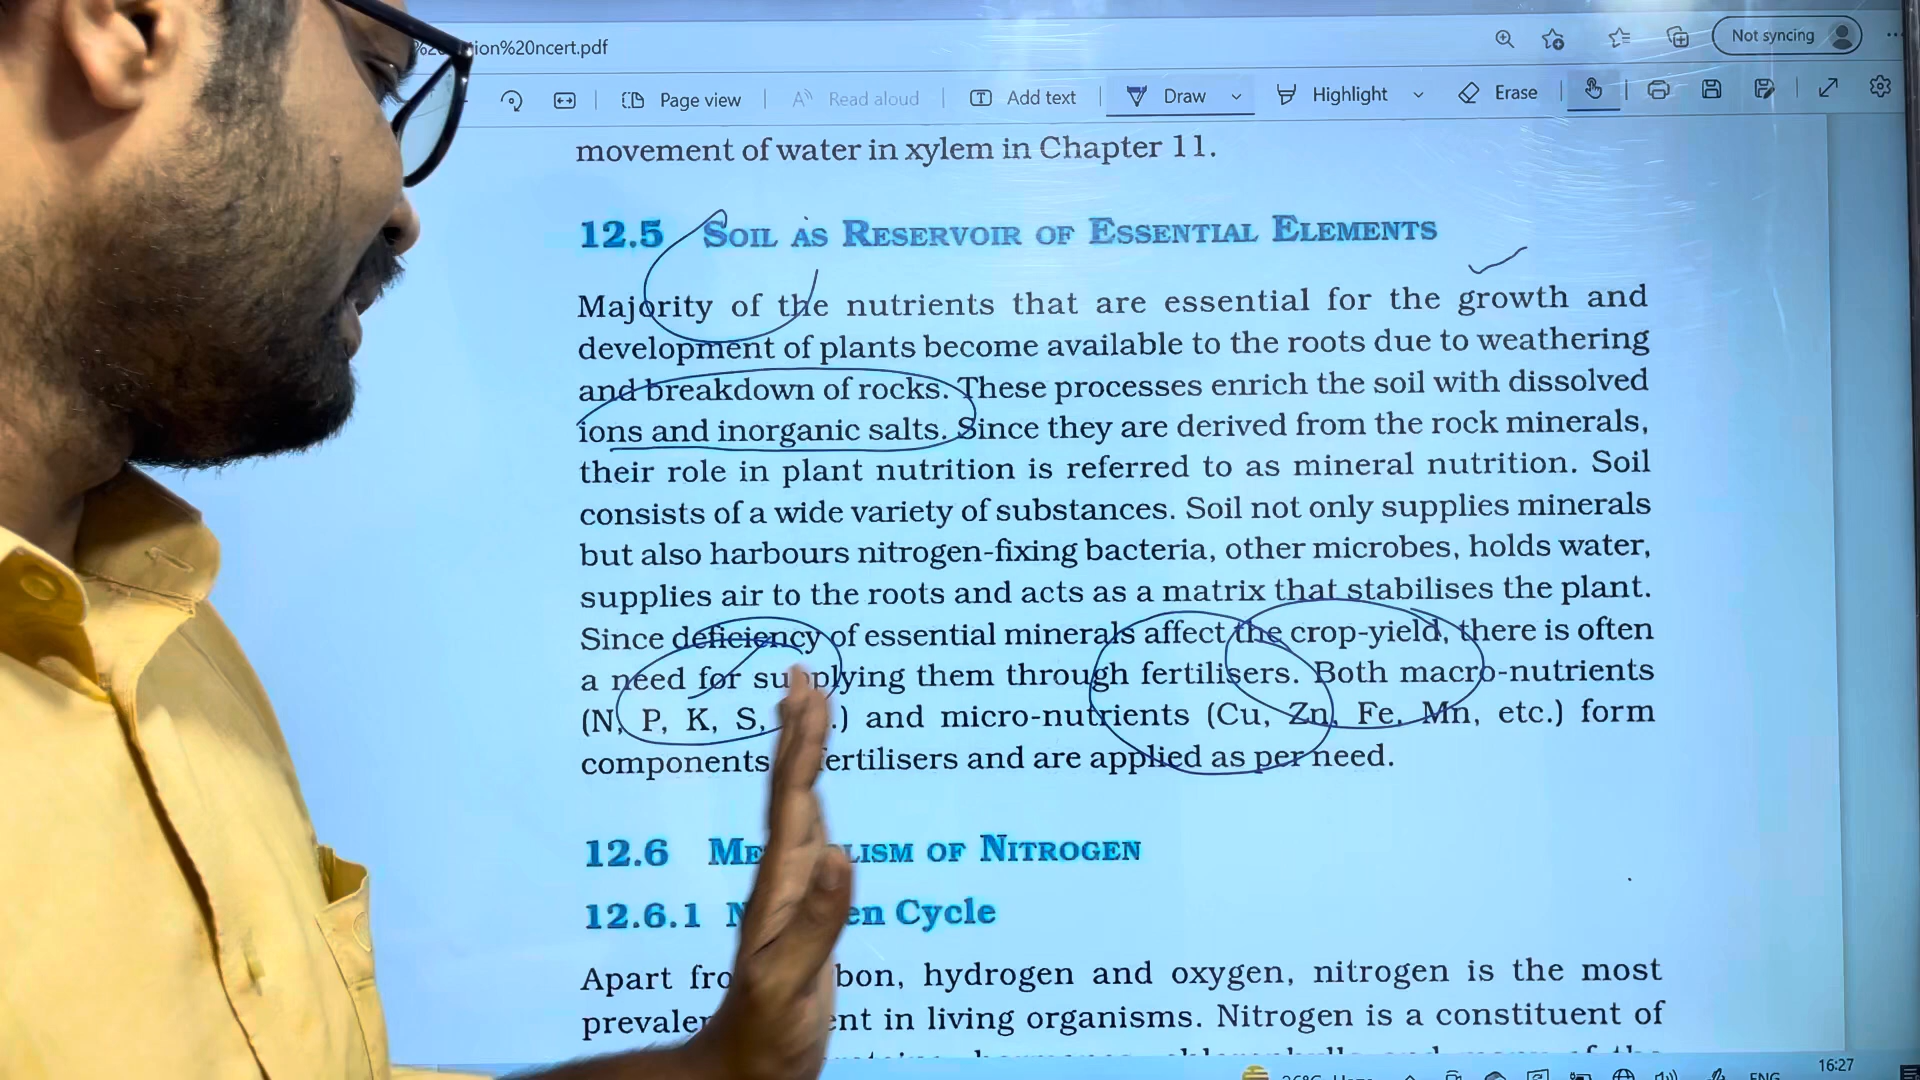 ion%20ncert.pdf
Not syncing
Page view
Read aloud
Add text
Draw
Highlight
Erase
movement of water in xylem in Chapter 11.
12.5 SOIL AS RESERVOIR OF ESSENTIAL ELEMENTS
Majority of the nutrients that are essential for the growth and
development of plants become available to the roots due to weathering
and breakdown of rocks. These processes enrich the soil with dissolved
ions and inorganic salts. Since they are derived from the rock minerals,
their role in plant nutrition is referred to as mineral nutrition. Soil
consists of a wide variety of substances. Soil not only supplies minerals
but also harbours nitrogen-fixing bacteria, other microbes, holds water,
supplies air to the roots and acts as a matrix that stabilises the plant.
Since deficiency of essential minerals affect the crop-yield, there is often
a need for supplying them through fertilisers. Both macro-nutrients
(N, P, K, S, .) and micro-nutrients (Cu, Zn, Fe, Mn, etc.) form
components fertilisers and are applied as per need.
12.6 METABOLISM OF NITROGEN
12.6.1 Nitrogen Cycle
Apart from carbon, hydrogen and oxygen, nitrogen is the most
prevalent element in living organisms. Nitrogen is a constituent of
ENG
16:27